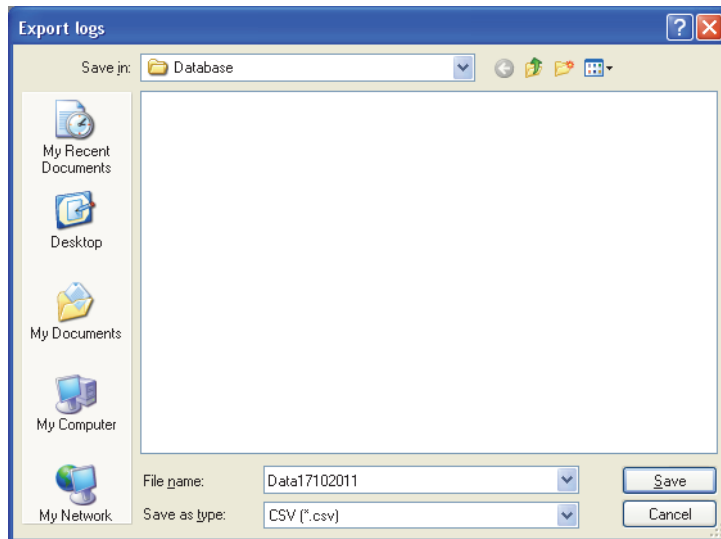 Export logs
Save in: Database
My Recent
Documents
Desktop
My Documents
My Computer
My Network
File name: Data17102011 Save
Save as type: CSV (*.csv) Cancel